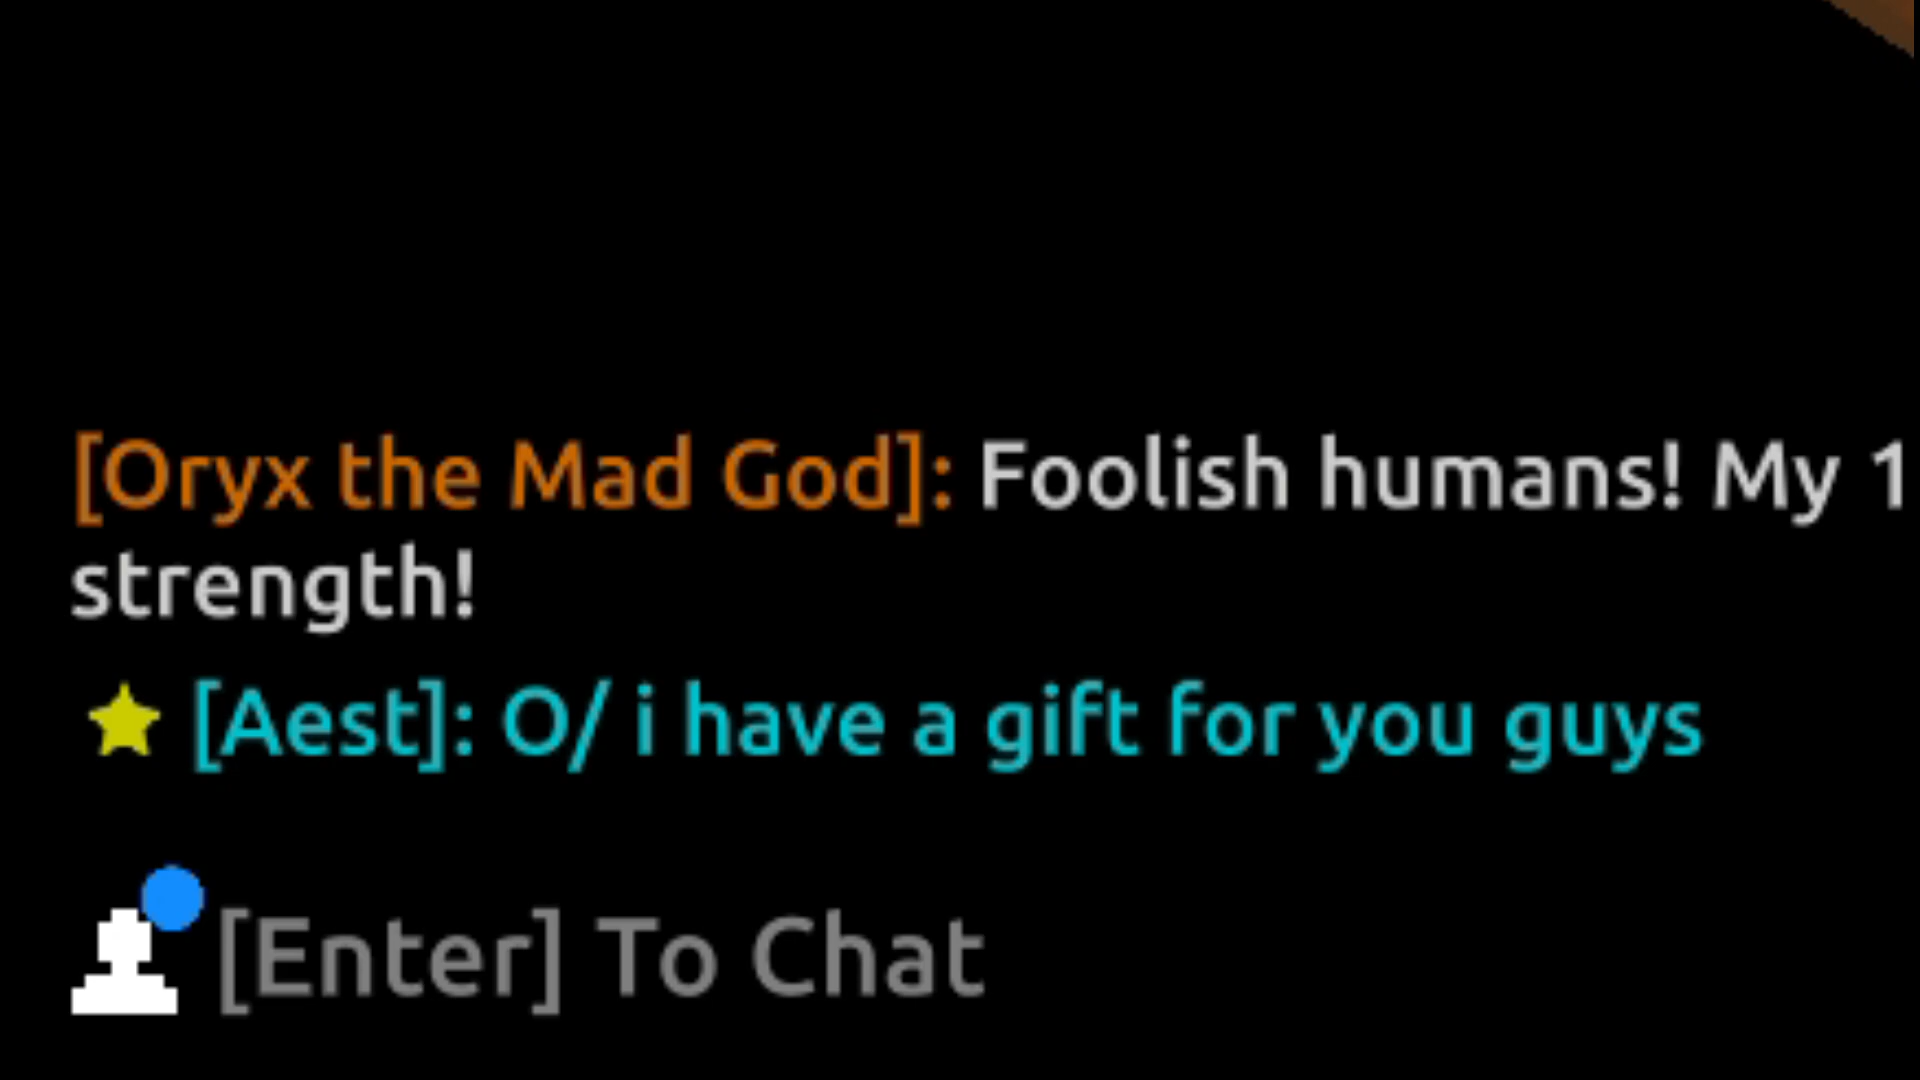 [Oryx the Mad God]: Foolish humans! My 1
strength!
[Aest]: O/ i have a gift for you guys
[Enter] To Chat